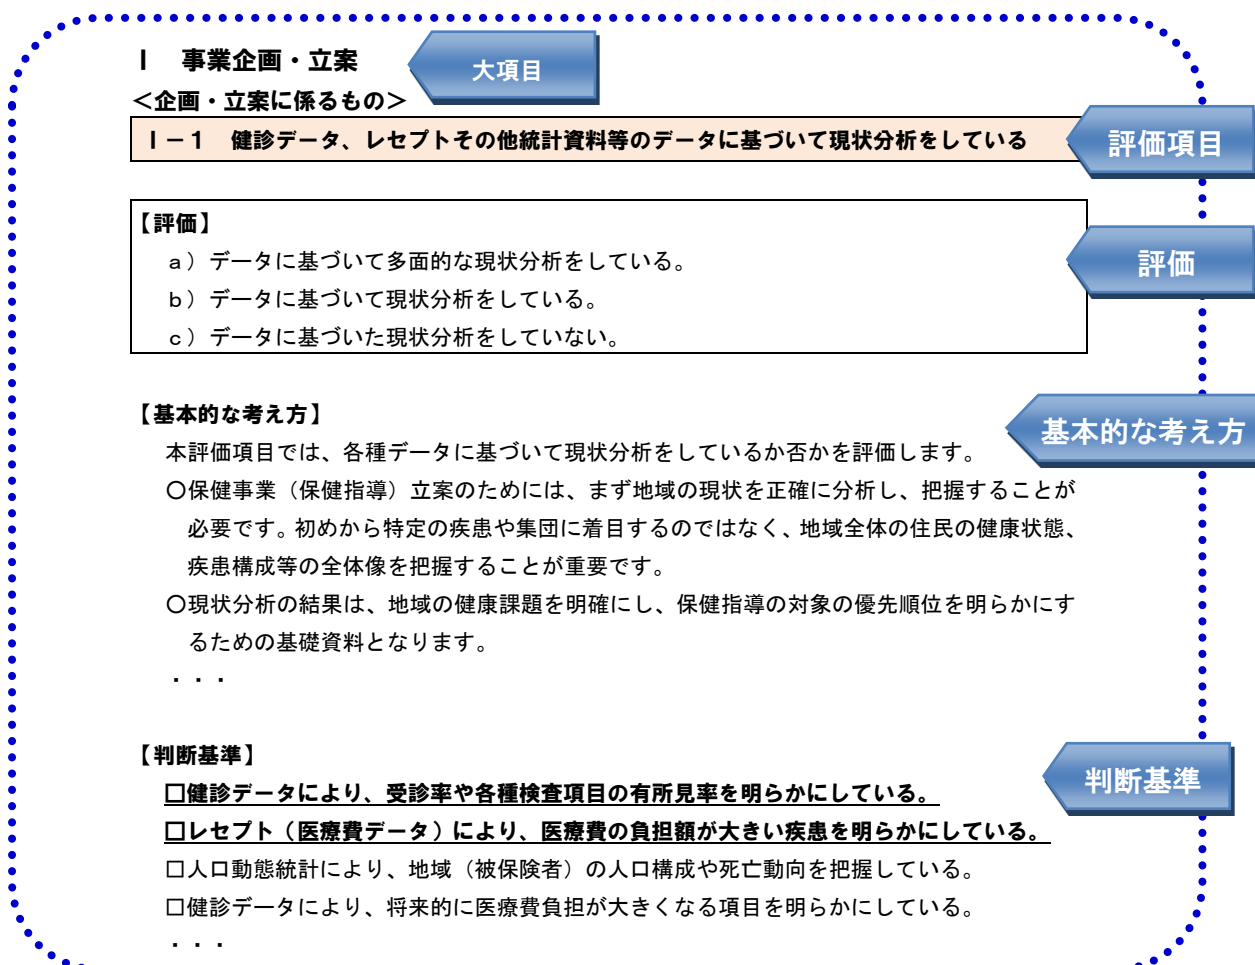 Ⅰ　事業企画・立案
大項目
＜企画・立案に係るもの＞
Ⅰ－１　健診データ、レセプトその他統計資料等のデータに基づいて現状分析をしている
評価項目
【評価】
ａ）データに基づいて多面的な現状分析をしている。
評価
ｂ）データに基づいて現状分析をしている。
ｃ）データに基づいた現状分析をしていない。
【基本的な考え方】
基本的な考え方
本評価項目では、各種データに基づいて現状分析をしているか否かを評価します。
○保健事業（保健指導）立案のためには、まず地域の現状を正確に分析し、把握することが
必要です。初めから特定の疾患や集団に着目するのではなく、地域全体の住民の健康状態、
疾患構成等の全体像を把握することが重要です。
○現状分析の結果は、地域の健康課題を明確にし、保健指導の対象の優先順位を明らかにす
るための基礎資料となります。
・・・
【判断基準】
判断基準
□健診データにより、受診率や各種検査項目の有所見率を明らかにしている。
□レセプト（医療費データ）により、医療費の負担額が大きい疾患を明らかにしている。
□人口動態統計により、地域（被保険者）の人口構成や死亡動向を把握している。
□健診データにより、将来的に医療費負担が大きくなる項目を明らかにしている。
・・・